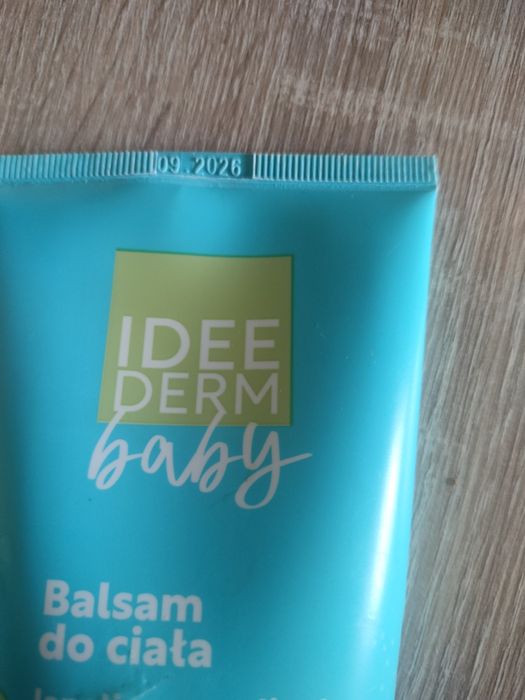 09.2026
IDEE
DERM
baby
Balsam
do ciała